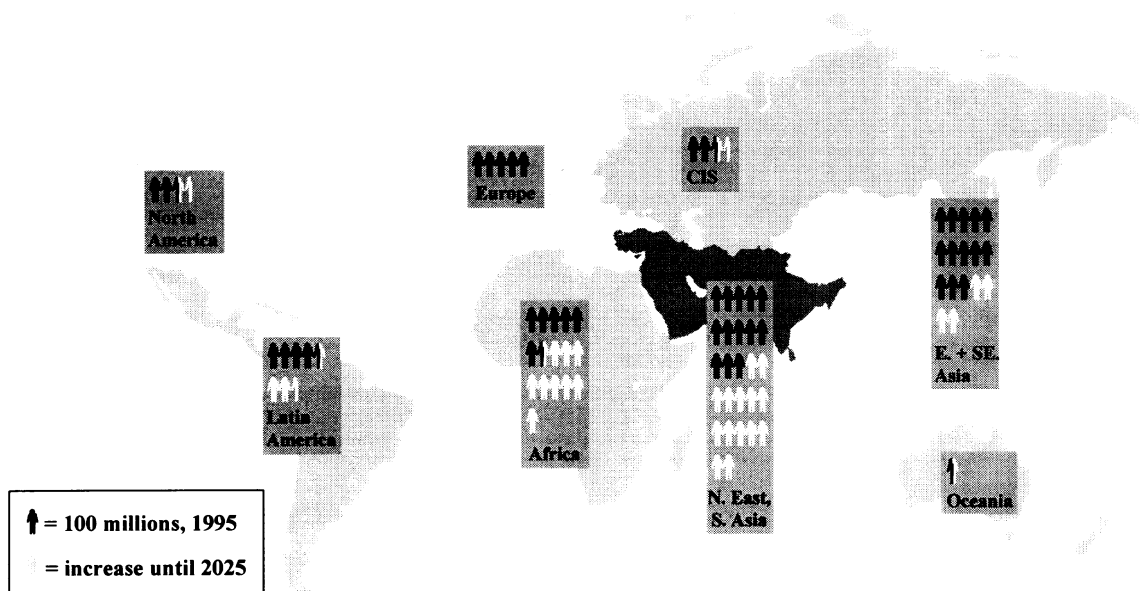 Europe
CIS
North
America
E. + SE.
Asia
Latin
America
Africa
N. East,
S. Asia
Oceania
= 100 millions, 1995
= increase until 2025